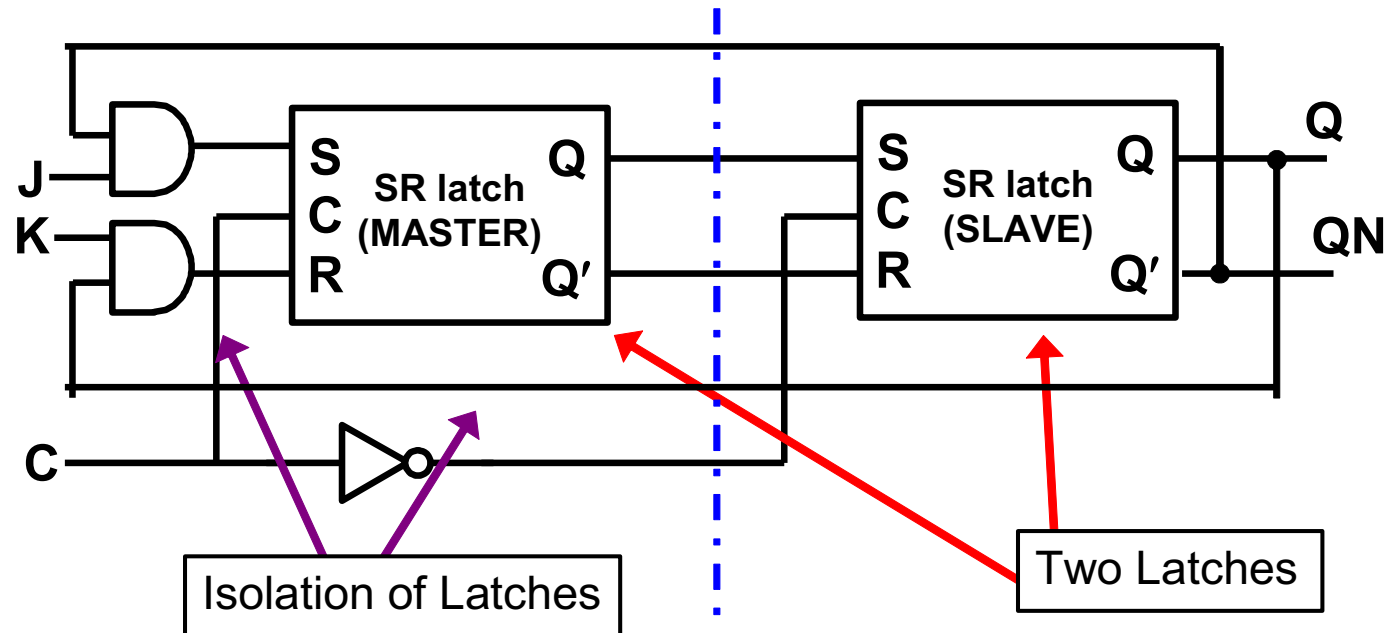 J
K
C
S
C
R
SR latch
(MASTER)
Q
Q′
S
C
R
SR latch
(SLAVE)
Q
Q′
Q
QN
Isolation of Latches
Two Latches